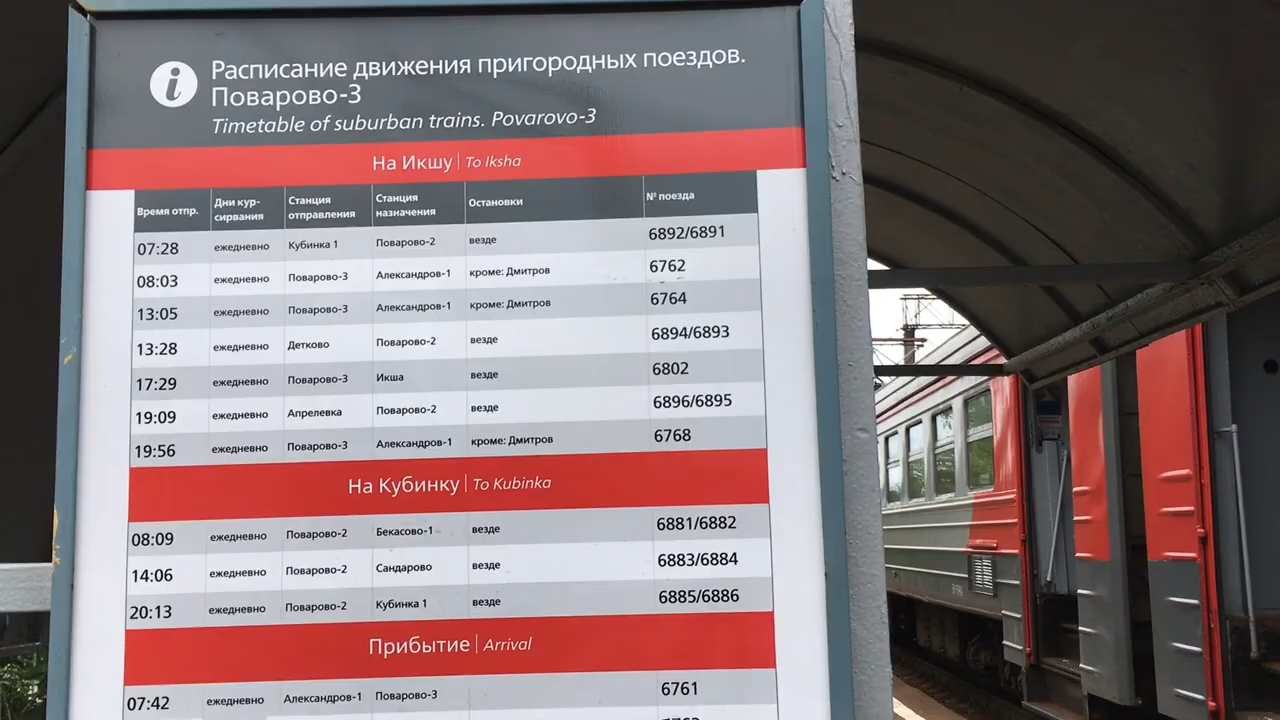 Расписание движения пригородных поездов.
Поварово-3
Timetable of suburban trains. Povarovo-3
На Икшу | To Iksha
Время отпр. Дни кур-сирвания Станция отправления Станция назначения Остановки № поезда
07:28 ежедневно Кубинка 1 Поварово-2 везде 6892/6891
08:03 ежедневно Поварово-3 Александров-1 кроме: Дмитров 6762
13:05 ежедневно Поварово-3 Александров-1 кроме: Дмитров 6764
13:28 ежедневно Детково Поварово-2 везде 6894/6893
17:29 ежедневно Поварово-3 Икша везде 6802
19:09 ежедневно Апрелевка Поварово-2 везде 6896/6895
19:56 ежедневно Поварово-3 Александров-1 кроме: Дмитров 6768
На Кубинку | To Kubinka
08:09 ежедневно Поварово-2 Бекасово-1 везде 6881/6882
14:06 ежедневно Поварово-2 Сандарово везде 6883/6884
20:13 ежедневно Поварово-2 Кубинка 1 везде 6885/6886
Прибытие | Arrival
07:42 ежедневно Александров-1 Поварово-3 6761